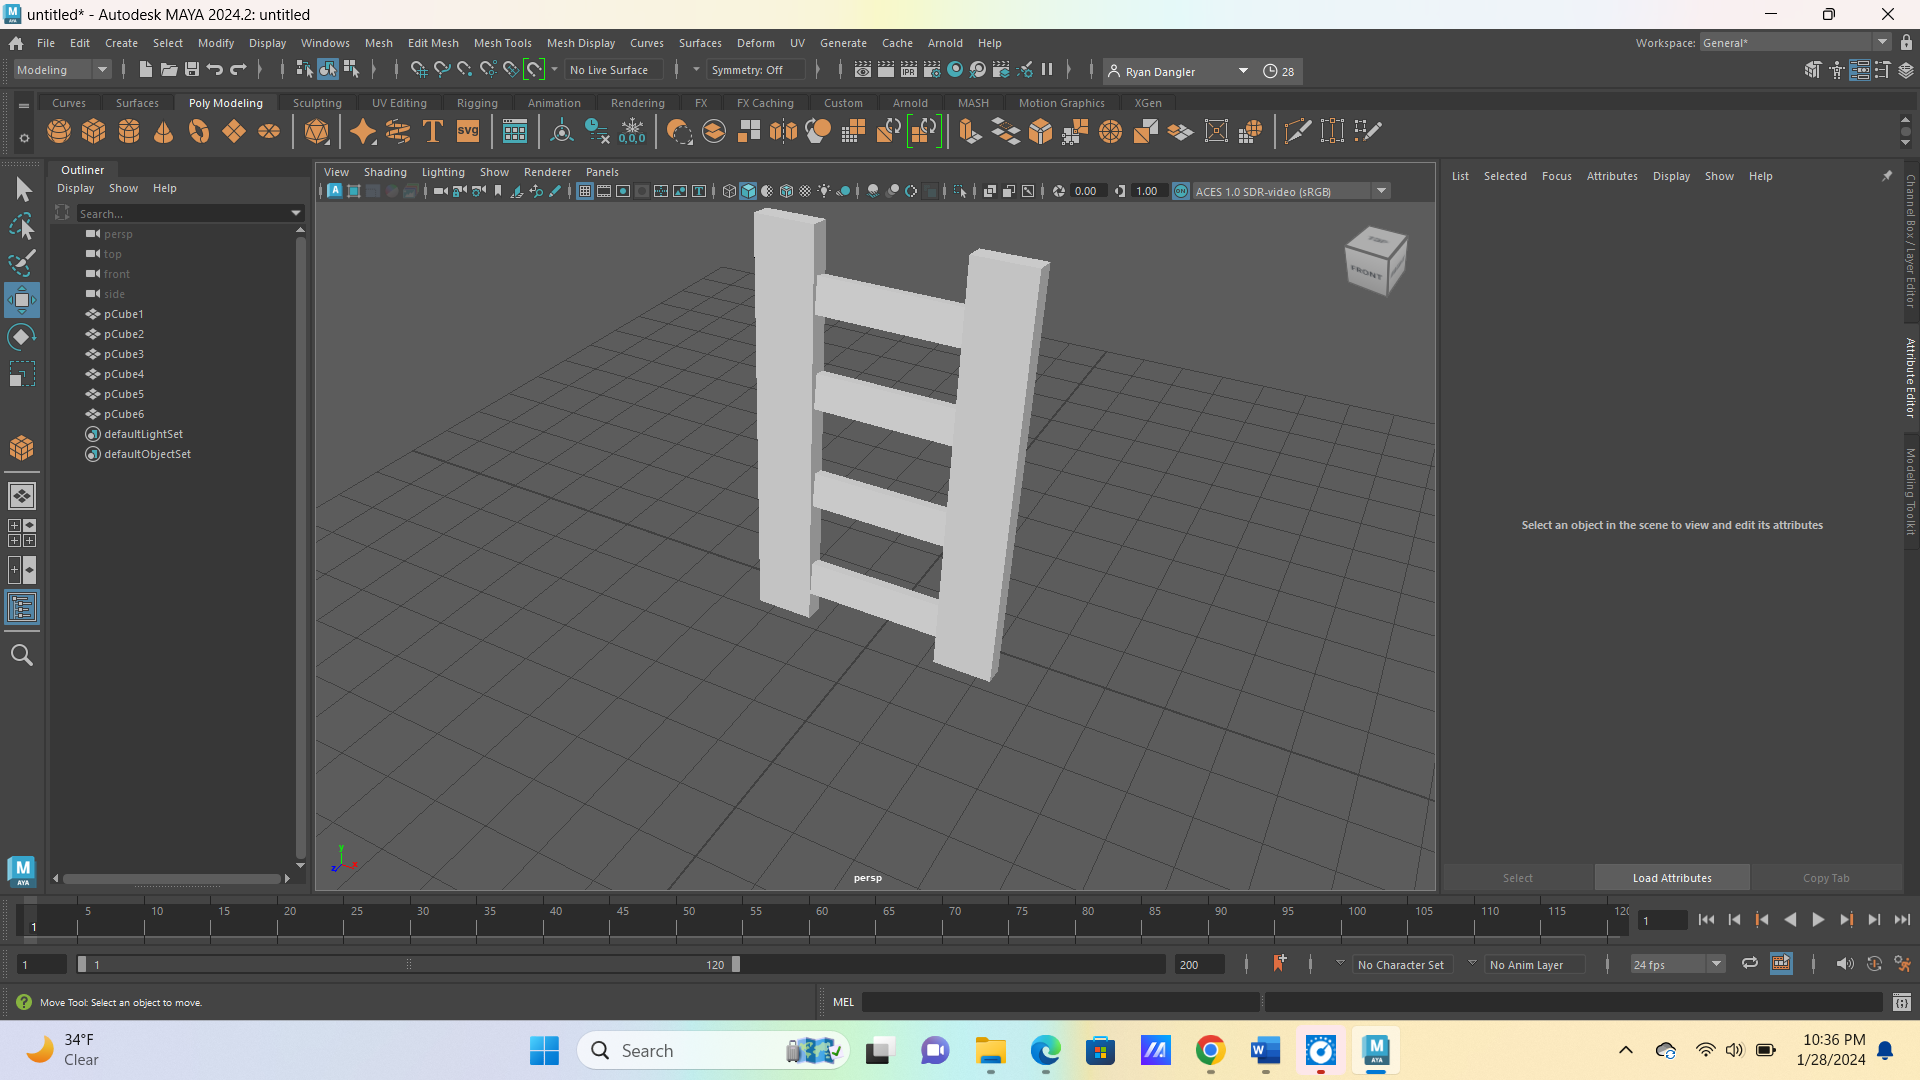 untitled* - Autodesk MAYA 2024.2: untitled
File Edit Create Select Modify Display Windows Mesh Edit Mesh Mesh Tools Mesh Display Curves Surfaces Deform UV Generate Cache Arnold Help
Workspace: General*
Modeling
No Live Surface
Symmetry: Off
IPR
Ryan Dangler
28
Curves Surfaces Poly Modeling Sculpting UV Editing Rigging Animation Rendering FX FX Caching Custom Arnold MASH Motion Graphics XGen
T
SVG
0,0,0
Outliner
Display Show Help
Search...
persp
top
front
side
pCube1
pCube2
pCube3
pCube4
pCube5
pCube6
defaultLightSet
defaultObjectSet
View Shading Lighting Show Renderer Panels
0.00
1.00
ON
ACES 1.0 SDR-video (sRGB)
TOP
FRONT
y
z
x
persp
List Selected Focus Attributes Display Show Help
Select an object in the scene to view and edit its attributes
Select
Load Attributes
Copy Tab
Channel Box / Layer Editor
Attribute Editor
Modeling Toolkit
M
AYA
1
5 10 15 20 25 30 35 40 45 50 55 60 65 70 75 80 85 90 95 100 105 110 115 120
1
1
1
120
200
No Character Set
No Anim Layer
24 fps
Move Tool: Select an object to move.
MEL
34°F
Clear
Search
10:36 PM
1/28/2024